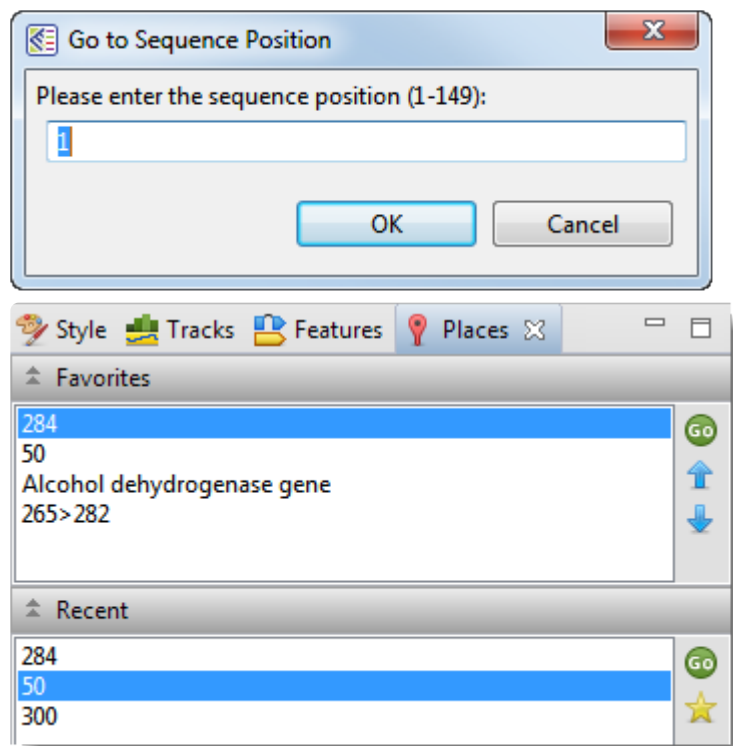 Go to Sequence Position
Please enter the sequence position (1-149):
1
OK Cancel
Style Tracks Features Places
Favorites
284
50
Alcohol dehydrogenase gene
265>282
Go
Recent
284
50
300
Go